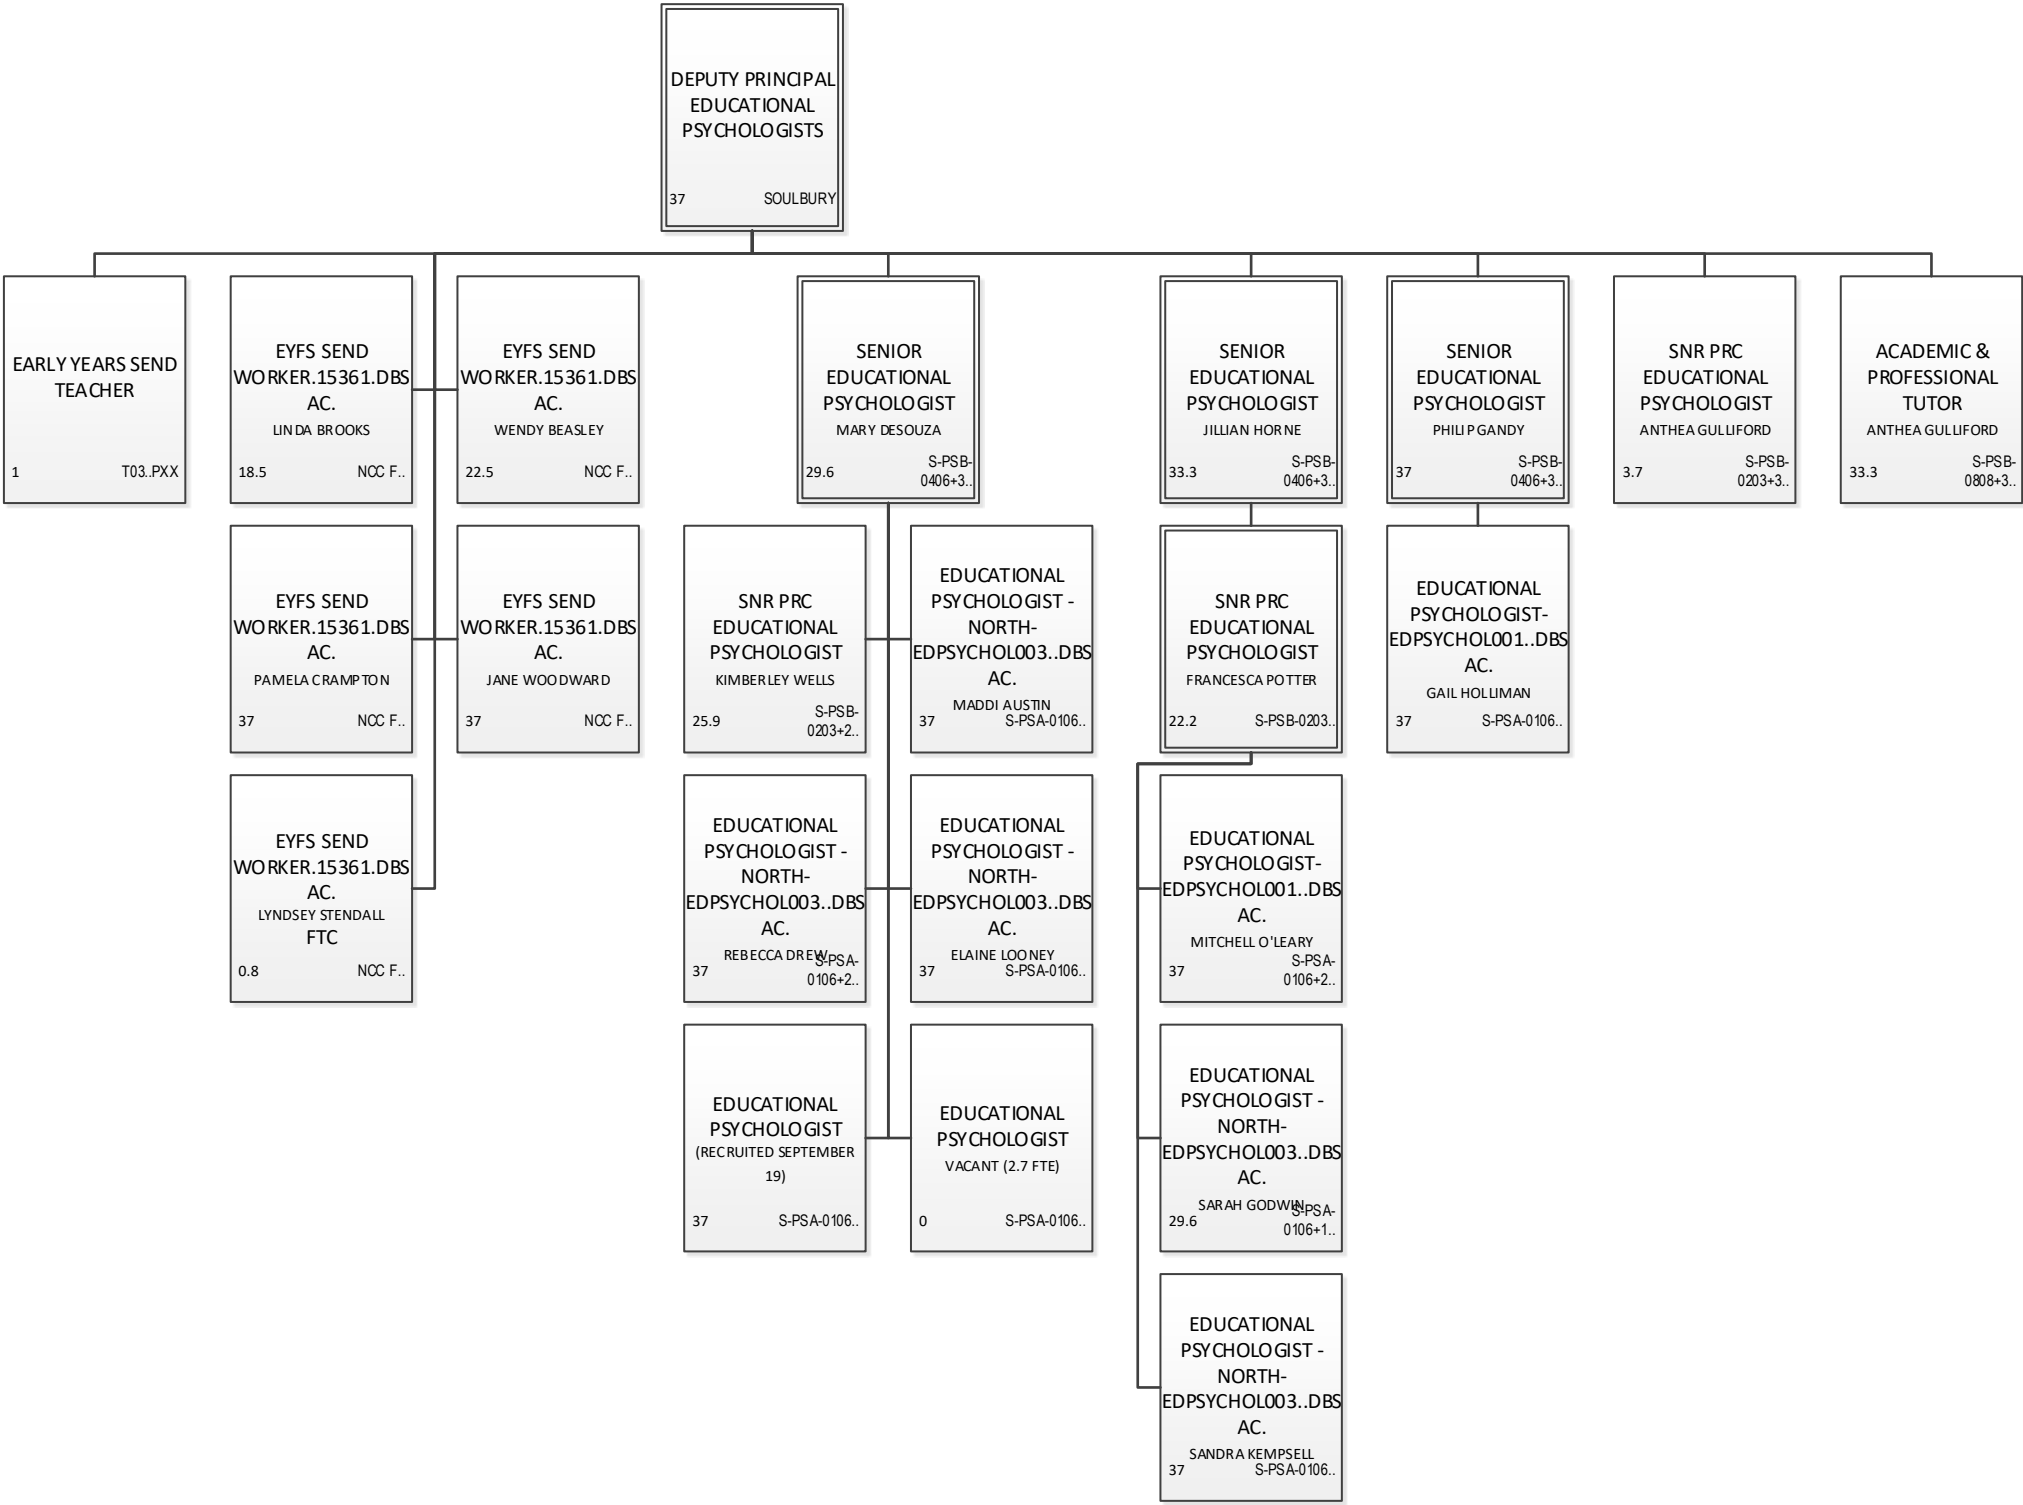 DEPUTY PRINCIPAL
EDUCATIONAL
PSYCHOLOGISTS
37 SOULBURY
EARLY YEARS SEND
TEACHER
1 T03..PXX
EYFS SEND
WORKER.15361.DBS
AC.
LINDA BROOKS
18.5 NCC F..
EYFS SEND
WORKER.15361.DBS
AC.
WENDY BEASLEY
22.5 NCC F..
SENIOR
EDUCATIONAL
PSYCHOLOGIST
MARY DESOUZA
29.6 S-PSB-
0406+3..
SENIOR
EDUCATIONAL
PSYCHOLOGIST
JILLIAN HORNE
33.3 S-PSB-
0406+3..
SENIOR
EDUCATIONAL
PSYCHOLOGIST
PHILIP GANDY
37 S-PSB-
0406+3..
SNR PRC
EDUCATIONAL
PSYCHOLOGIST
ANTHEA GULLIFORD
3.7 S-PSB-
0203+3..
ACADEMIC &
PROFESSIONAL
TUTOR
ANTHEA GULLIFORD
33.3 S-PSB-
0808+3..
EYFS SEND
WORKER.15361.DBS
AC.
PAMELA CRAMPTON
37 NCC F..
EYFS SEND
WORKER.15361.DBS
AC.
JANE WOODWARD
37 NCC F..
SNR PRC
EDUCATIONAL
PSYCHOLOGIST
KIMBERLEY WELLS
25.9 S-PSB-
0203+2..
EDUCATIONAL
PSYCHOLOGIST -
NORTH-
EDPSYCHOL003..DBS
AC.
MADDI AUSTIN
37 S-PSA-0106..
SNR PRC
EDUCATIONAL
PSYCHOLOGIST
FRANCESCA POTTER
22.2 S-PSB-0203..
EDUCATIONAL
PSYCHOLOGIST-
EDPSYCHOL001..DBS
AC.
GAIL HOLLIMAN
37 S-PSA-0106..
EYFS SEND
WORKER.15361.DBS
AC.
LYNDSEY STENDALL
FTC
0.8 NCC F..
EDUCATIONAL
PSYCHOLOGIST -
NORTH-
EDPSYCHOL003..DBS
AC.
REBECCA DREW
37 S-PSA-
0106+2..
EDUCATIONAL
PSYCHOLOGIST -
NORTH-
EDPSYCHOL003..DBS
AC.
ELAINE LOONEY
37 S-PSA-0106..
EDUCATIONAL
PSYCHOLOGIST-
EDPSYCHOL001..DBS
AC.
MITCHELL O'LEARY
37 S-PSA-
0106+2..
EDUCATIONAL
PSYCHOLOGIST
(RECRUITED SEPTEMBER
19)
37 S-PSA-0106..
EDUCATIONAL
PSYCHOLOGIST
VACANT (2.7 FTE)
0 S-PSA-0106..
EDUCATIONAL
PSYCHOLOGIST -
NORTH-
EDPSYCHOL003..DBS
AC.
SARAH GODWIN
29.6 S-PSA-
0106+1..
EDUCATIONAL
PSYCHOLOGIST -
NORTH-
EDPSYCHOL003..DBS
AC.
SANDRA KEMPSELL
37 S-PSA-0106..